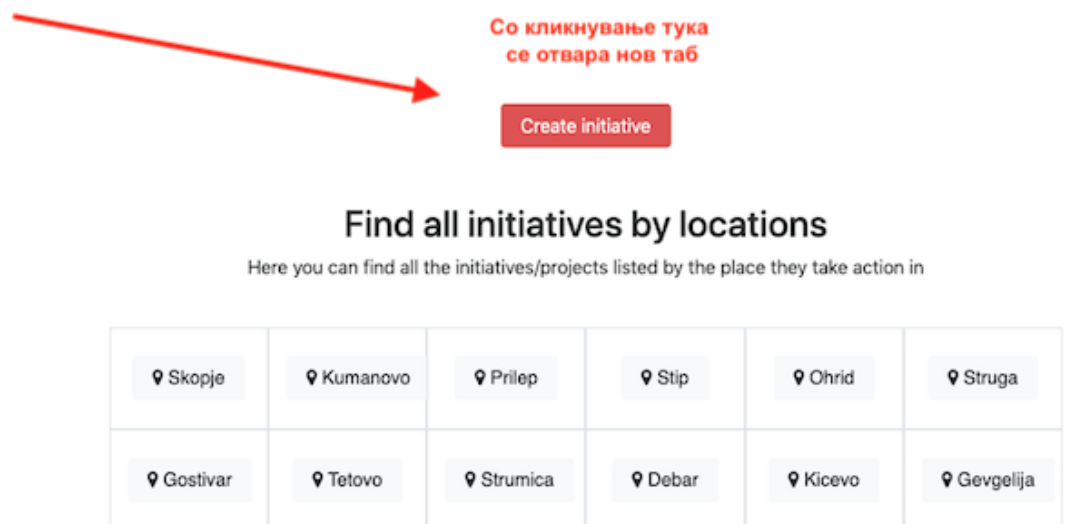 Со кликнување тука
се отвара нов таб
Create initiative
Find all initiatives by locations
Here you can find all the initiatives/projects listed by the place they take action in
Skopje Kumanovo Prilep Stip Ohrid Struga
Gostivar Tetovo Strumica Debar Kicevo Gevgelija